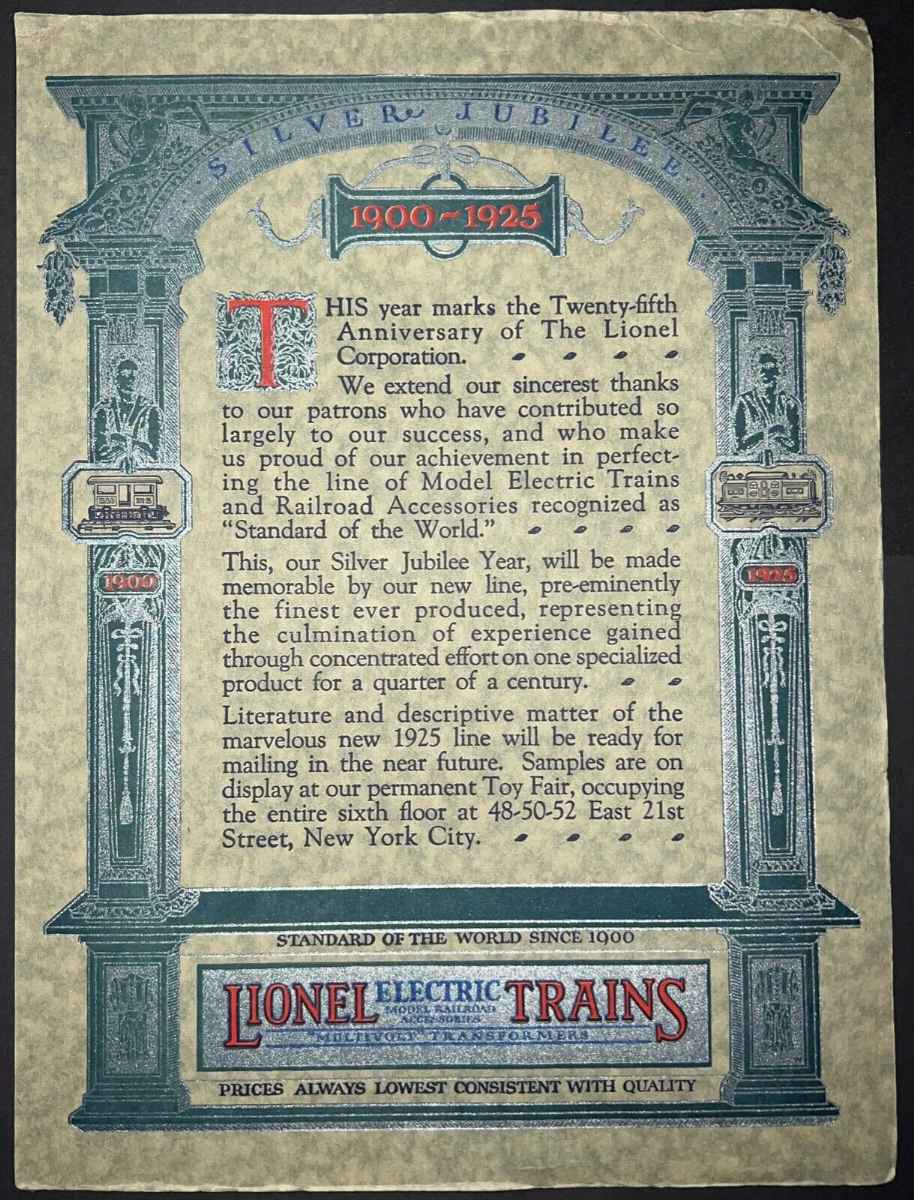 SILVER JUBILEE
1900~1925
THIS year marks the Twenty-fifth
Anniversary of The Lionel
Corporation.
We extend our sincerest thanks
to our patrons who have contributed so
largely to our success, and who make
us proud of our achievement in perfect-
ing the line of Model Electric Trains
and Railroad Accessories recognized as
"Standard of the World."
1900
1925
This, our Silver Jubilee Year, will be made
memorable by our new line, pre-eminently
the finest ever produced, representing
the culmination of experience gained
through concentrated effort on one specialized
product for a quarter of a century.
Literature and descriptive matter of the
marvelous new 1925 line will be ready for
mailing in the near future. Samples are on
display at our permanent Toy Fair, occupying
the entire sixth floor at 48-50-52 East 21st
Street, New York City.
STANDARD OF THE WORLD SINCE 1900
LIONEL ELECTRIC TRAINS
MODEL RAILROAD
ACCESSORIES
"MULTIVOLT" TRANSFORMERS
PRICES ALWAYS LOWEST CONSISTENT WITH QUALITY